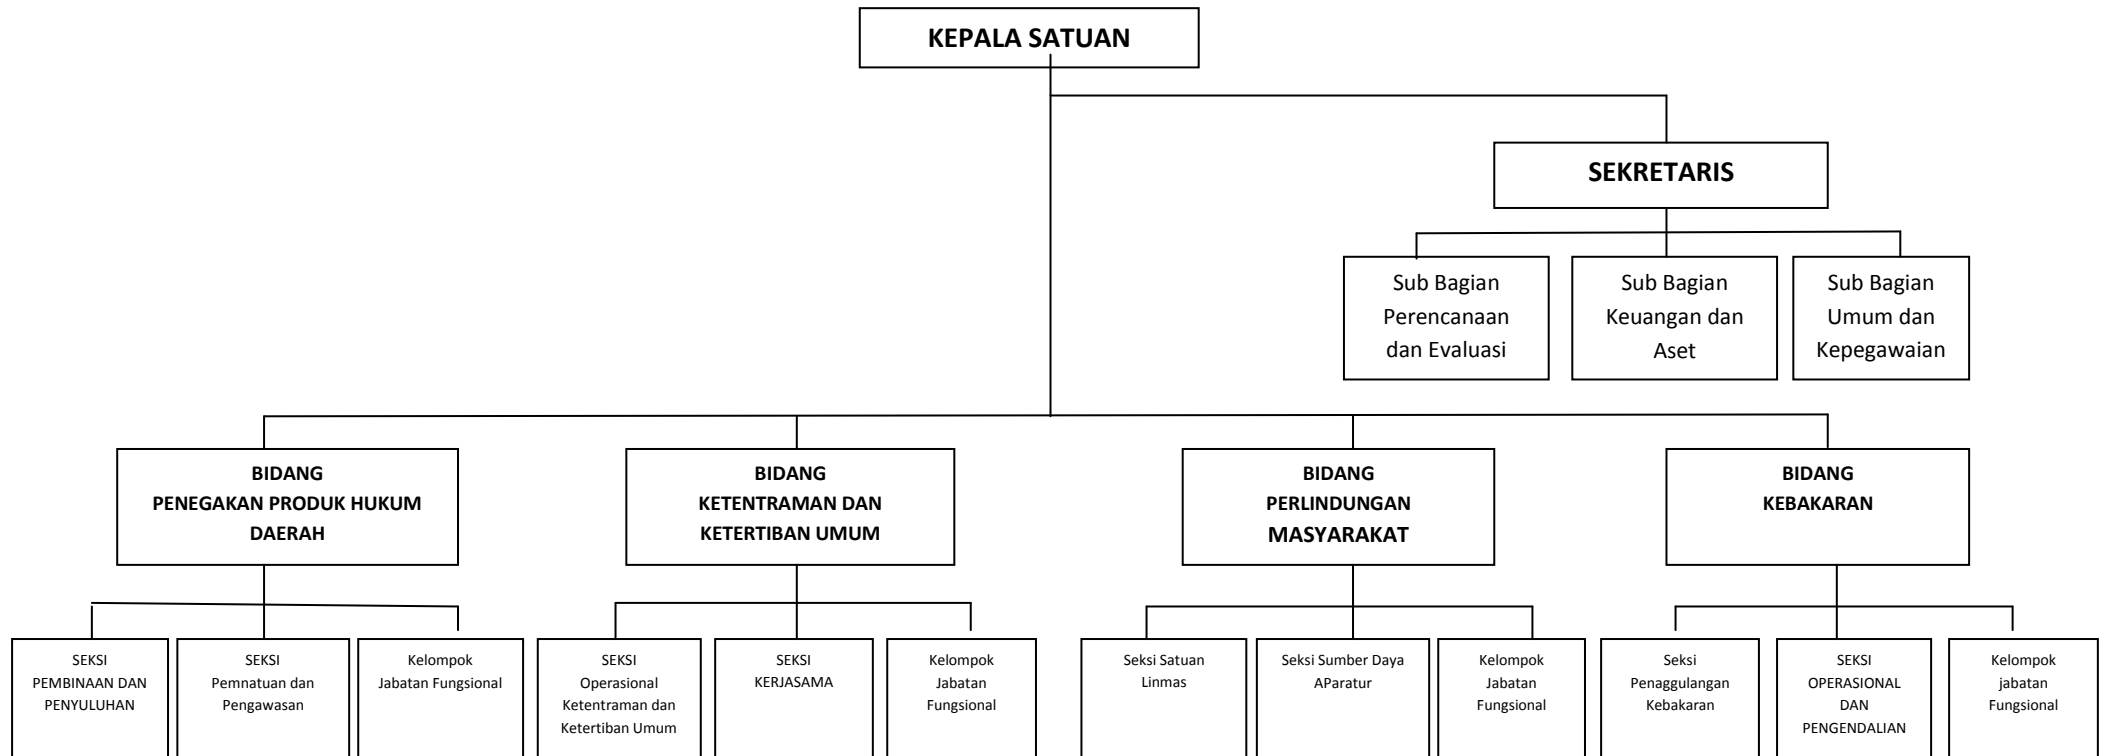 KEPALA SATUAN
SEKRETARIS
Sub Bagian
Perencanaan
dan Evaluasi
Sub Bagian
Keuangan dan
Aset
Sub Bagian
Umum dan
Kepegawaian
BIDANG
PENEGAKAN PRODUK HUKUM
DAERAH
BIDANG
KETENTRAMAN DAN
KETERTIBAN UMUM
BIDANG
PERLINDUNGAN
MASYARAKAT
BIDANG
KEBAKARAN
SEKSI
PEMBINAAN DAN
PENYULUHAN
SEKSI
Pemnatuan dan
Pengawasan
Kelompok
Jabatan Fungsional
SEKSI
Operasional
Ketentraman dan
Ketertiban Umum
SEKSI
KERJASAMA
Kelompok
Jabatan
Fungsional
Seksi Satuan
Linmas
Seksi Sumber Daya
AParatur
Kelompok
Jabatan
Fungsional
Seksi
Penaggulangan
Kebakaran
SEKSI
OPERASIONAL
DAN
PENGENDALIAN
Kelompok
jabatan
Fungsional